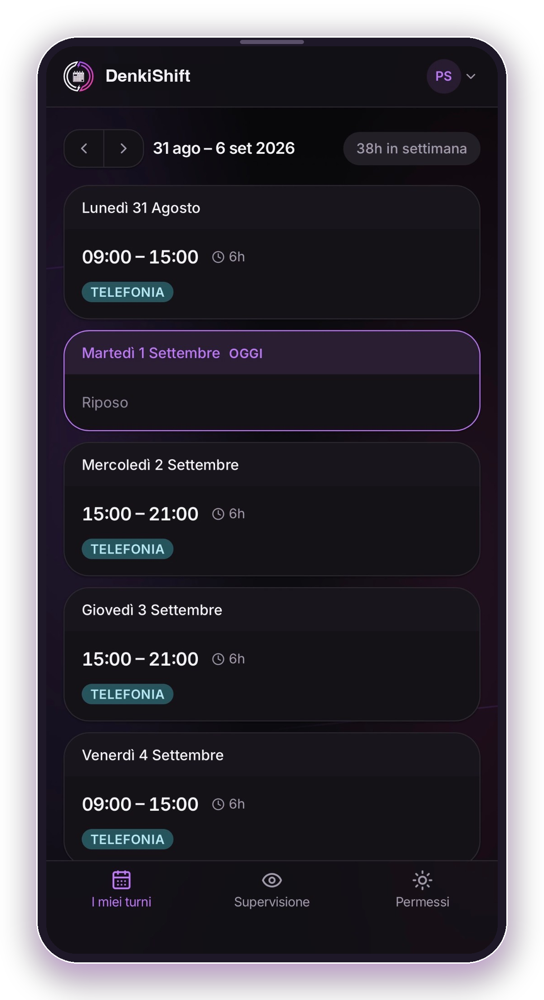 DenkiShift
PS
31 ago – 6 set 2026
38h in settimana
Lunedì 31 Agosto
09:00 – 15:00 6h
TELEFONIA
Martedì 1 Settembre OGGI
Riposo
Mercoledì 2 Settembre
15:00 – 21:00 6h
TELEFONIA
Giovedì 3 Settembre
15:00 – 21:00 6h
TELEFONIA
Venerdì 4 Settembre
09:00 – 15:00 6h
TELEFONIA
I miei turni
Supervisione
Permessi